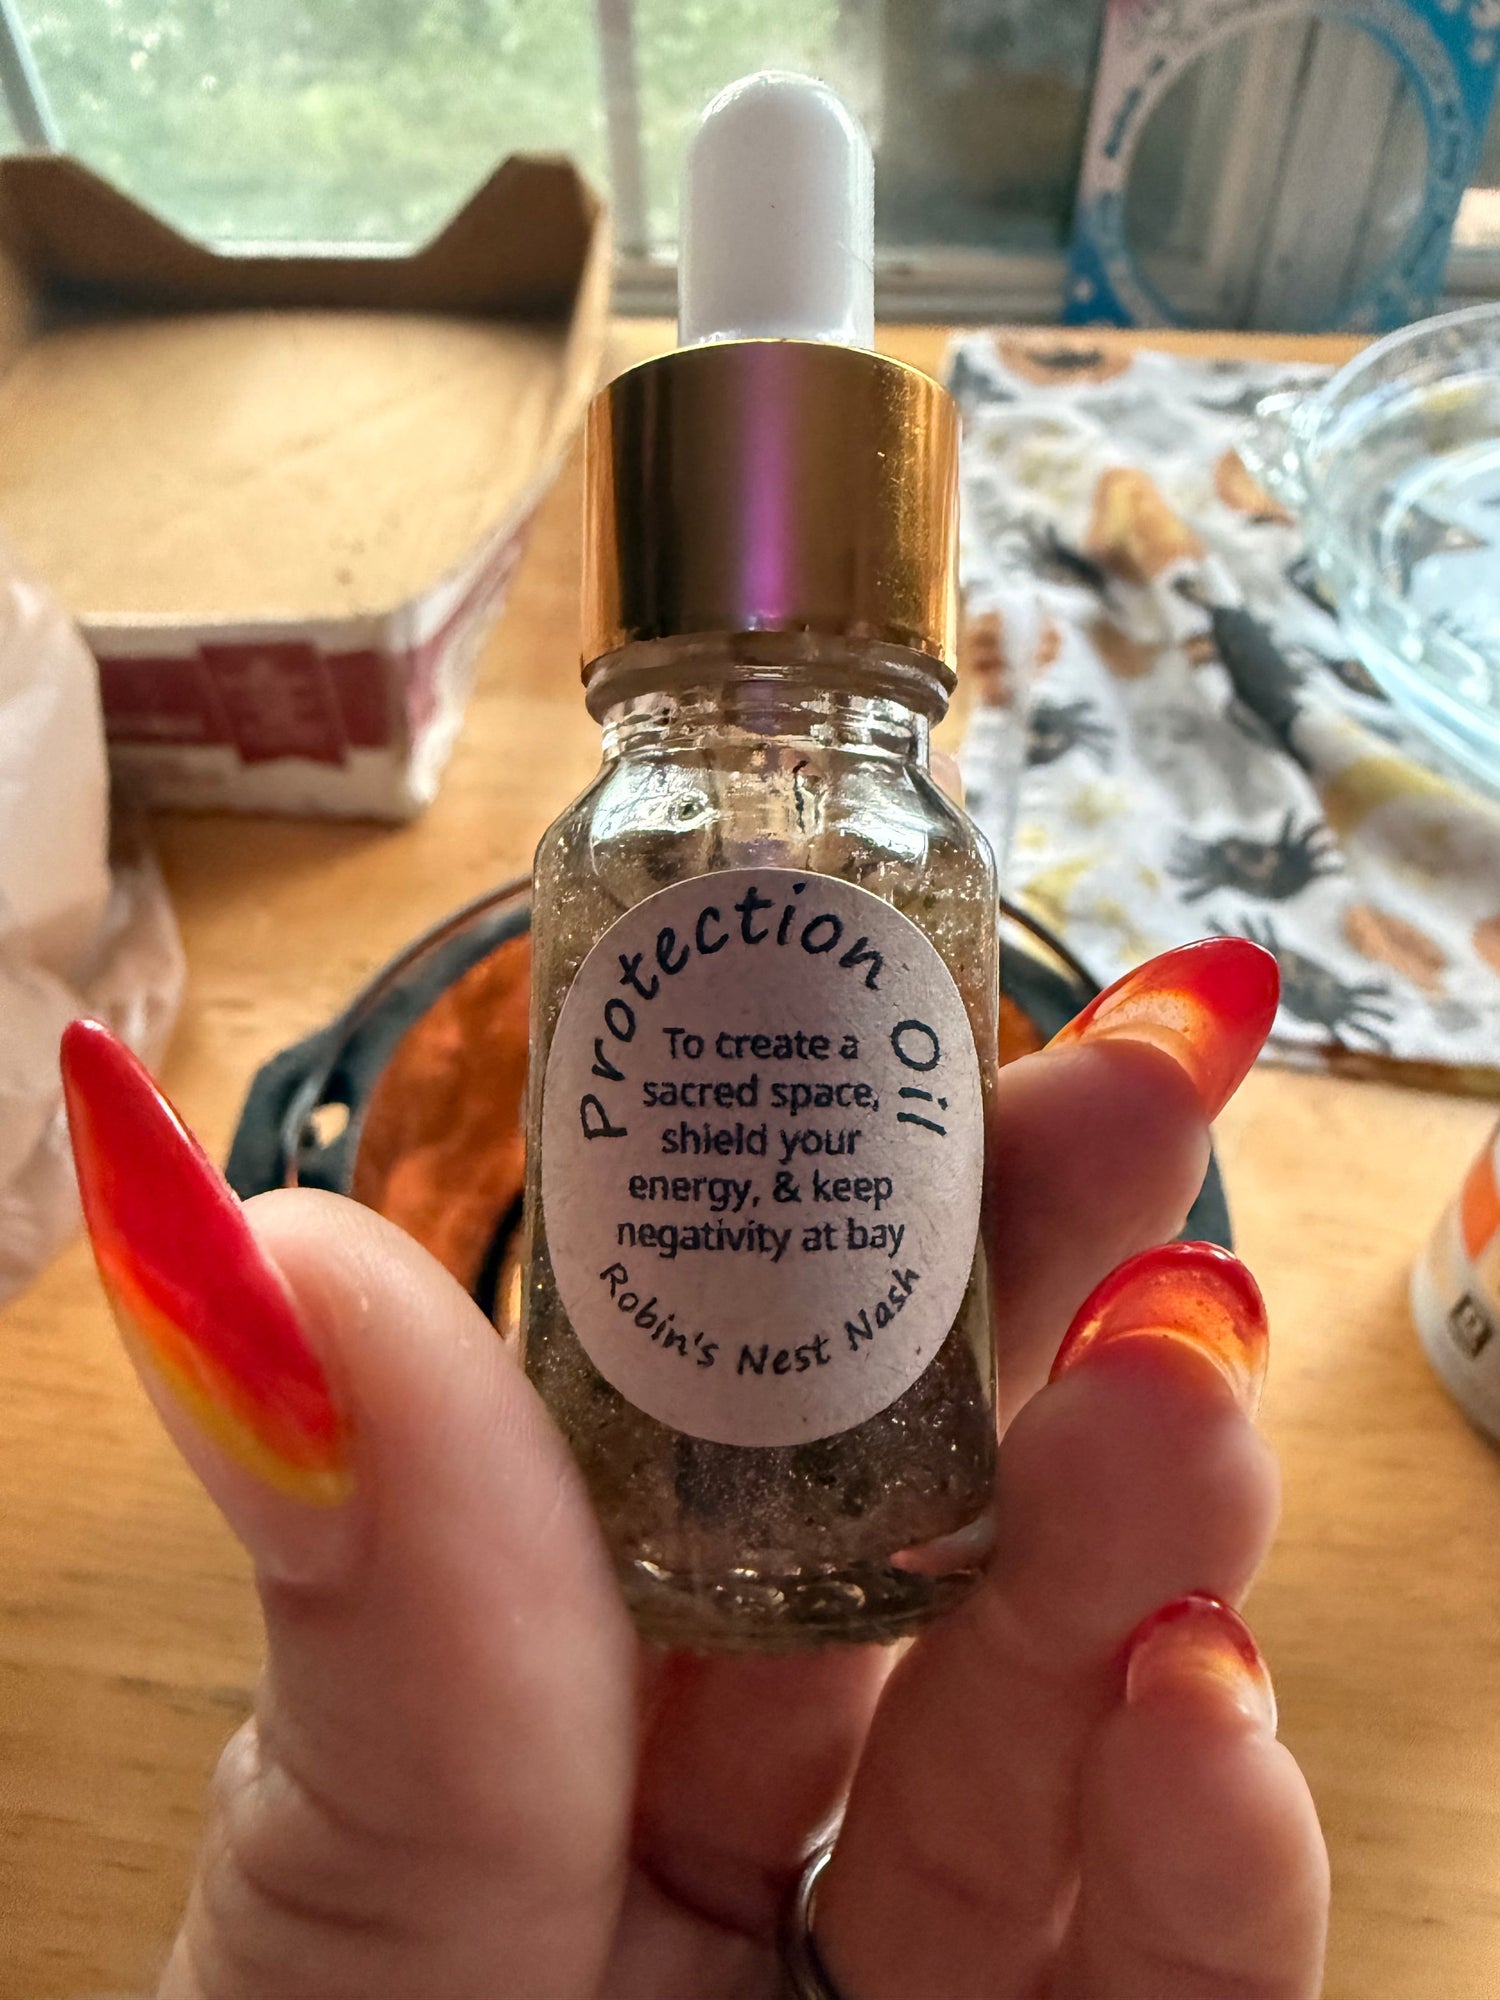 Protection Oil
To create a
sacred space,
shield your
energy, & keep
negativity at bay
Robin's Nest Nash